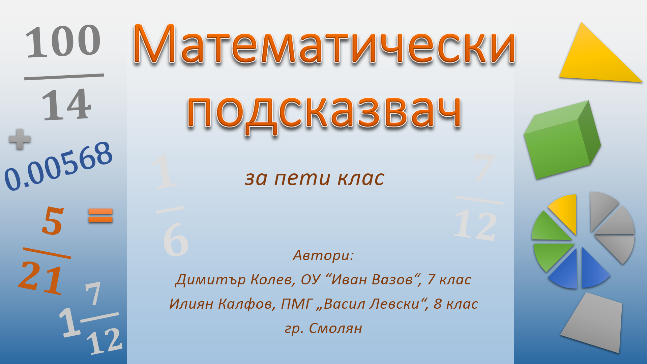 Математически
подсказвач
за пети клас
Автори:
Димитър Колев, ОУ “Иван Вазов“, 7 клас
Илиян Калфов, ПМГ „Васил Левски“, 8 клас
гр. Смолян
100
14
+
0.00568
=
5
21
1 7
12
1
6
7
12